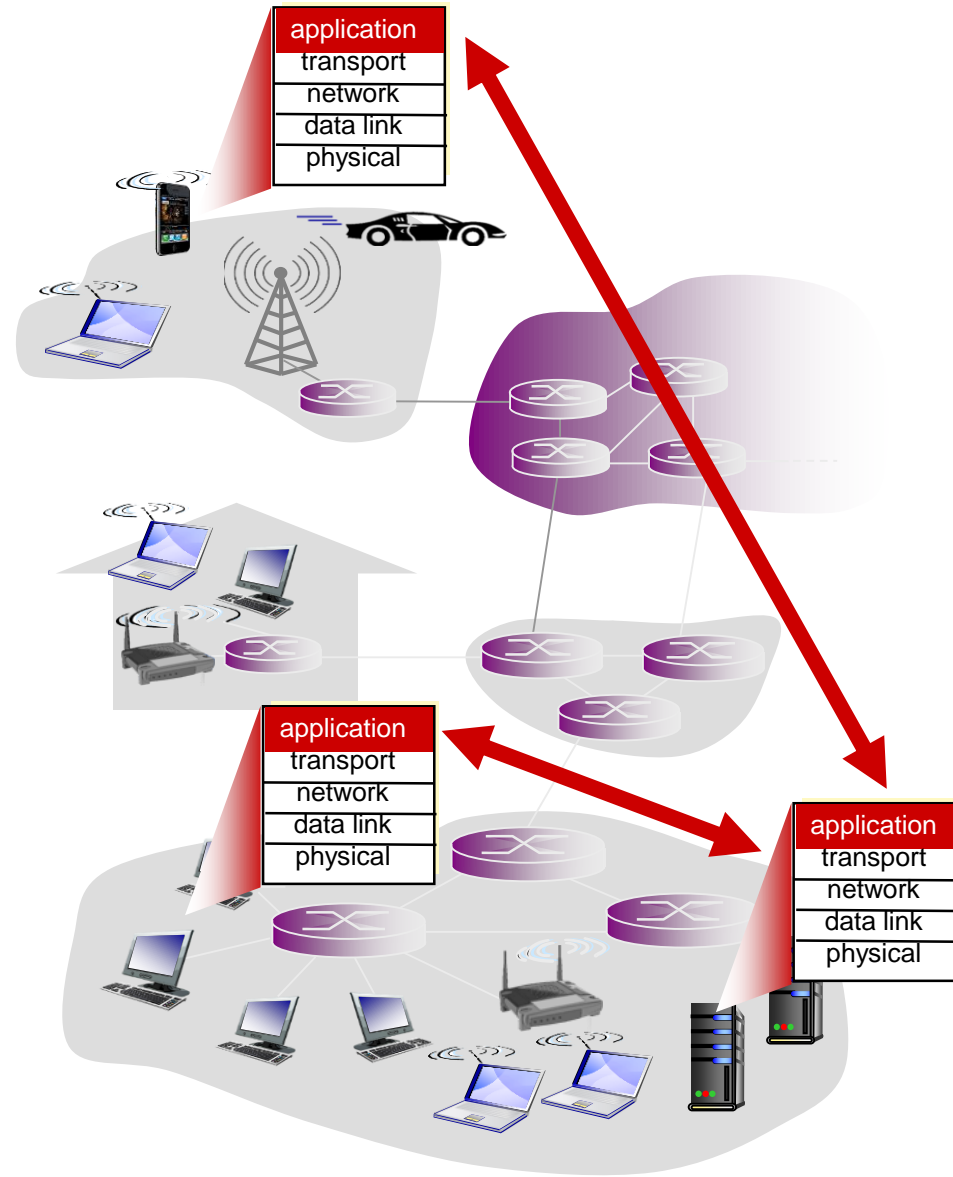 application
transport
network
data link
physical
application
transport
network
data link
physical
application
transport
network
data link
physical